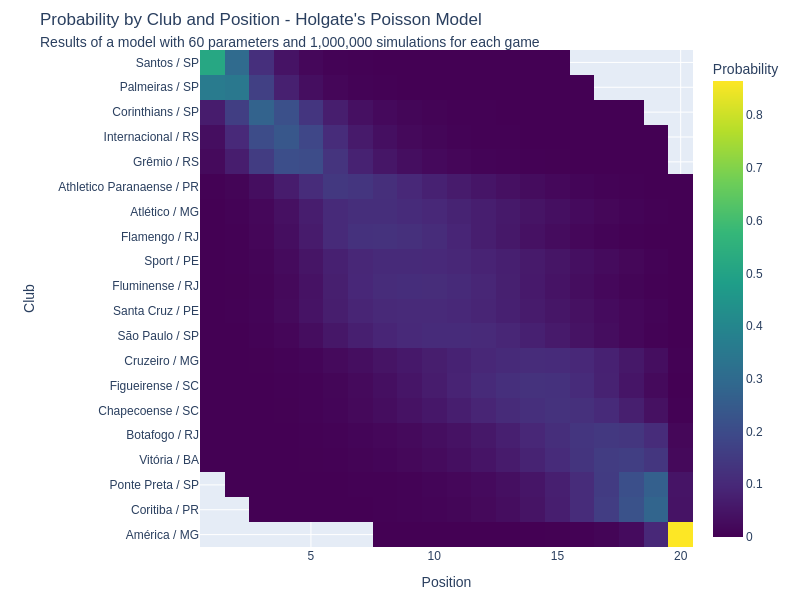 Probability by Club and Position - Holgate's Poisson Model
Results of a model with 60 parameters and 1,000,000 simulations for each game
Probability
Club
Santos / SP
Palmeiras / SP
Corinthians / SP
Internacional / RS
Grêmio / RS
Athletico Paranaense / PR
Atlético / MG
Flamengo / RJ
Sport / PE
Fluminense / RJ
Santa Cruz / PE
São Paulo / SP
Cruzeiro / MG
Figueirense / SC
Chapecoense / SC
Botafogo / RJ
Vitória / BA
Ponte Preta / SP
Coritiba / PR
América / MG
0.8
0.7
0.6
0.5
0.4
0.3
0.2
0.1
0
5 10 15 20
Position